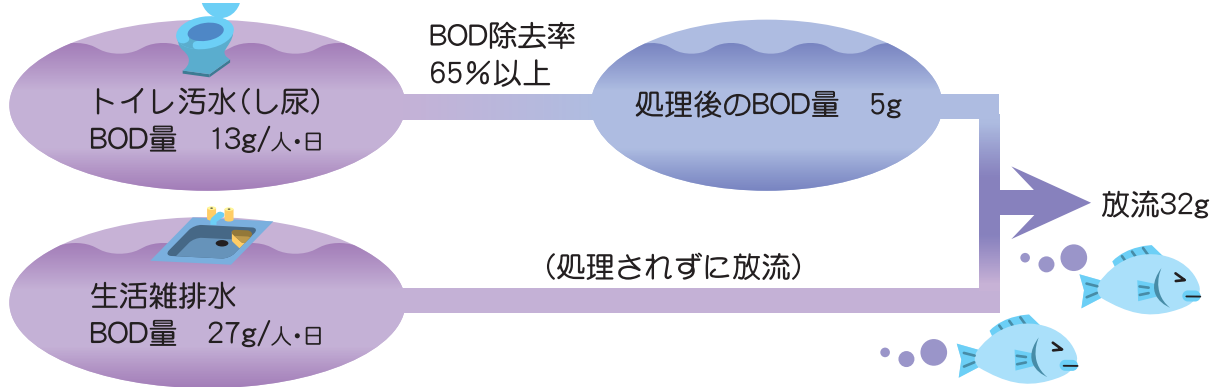 BOD除去率
65%以上
トイレ汚水(し尿)
BOD量　13g/人・日
処理後のBOD量　5g
放流32g
(処理されずに放流)
生活雑排水
BOD量　27g/人・日